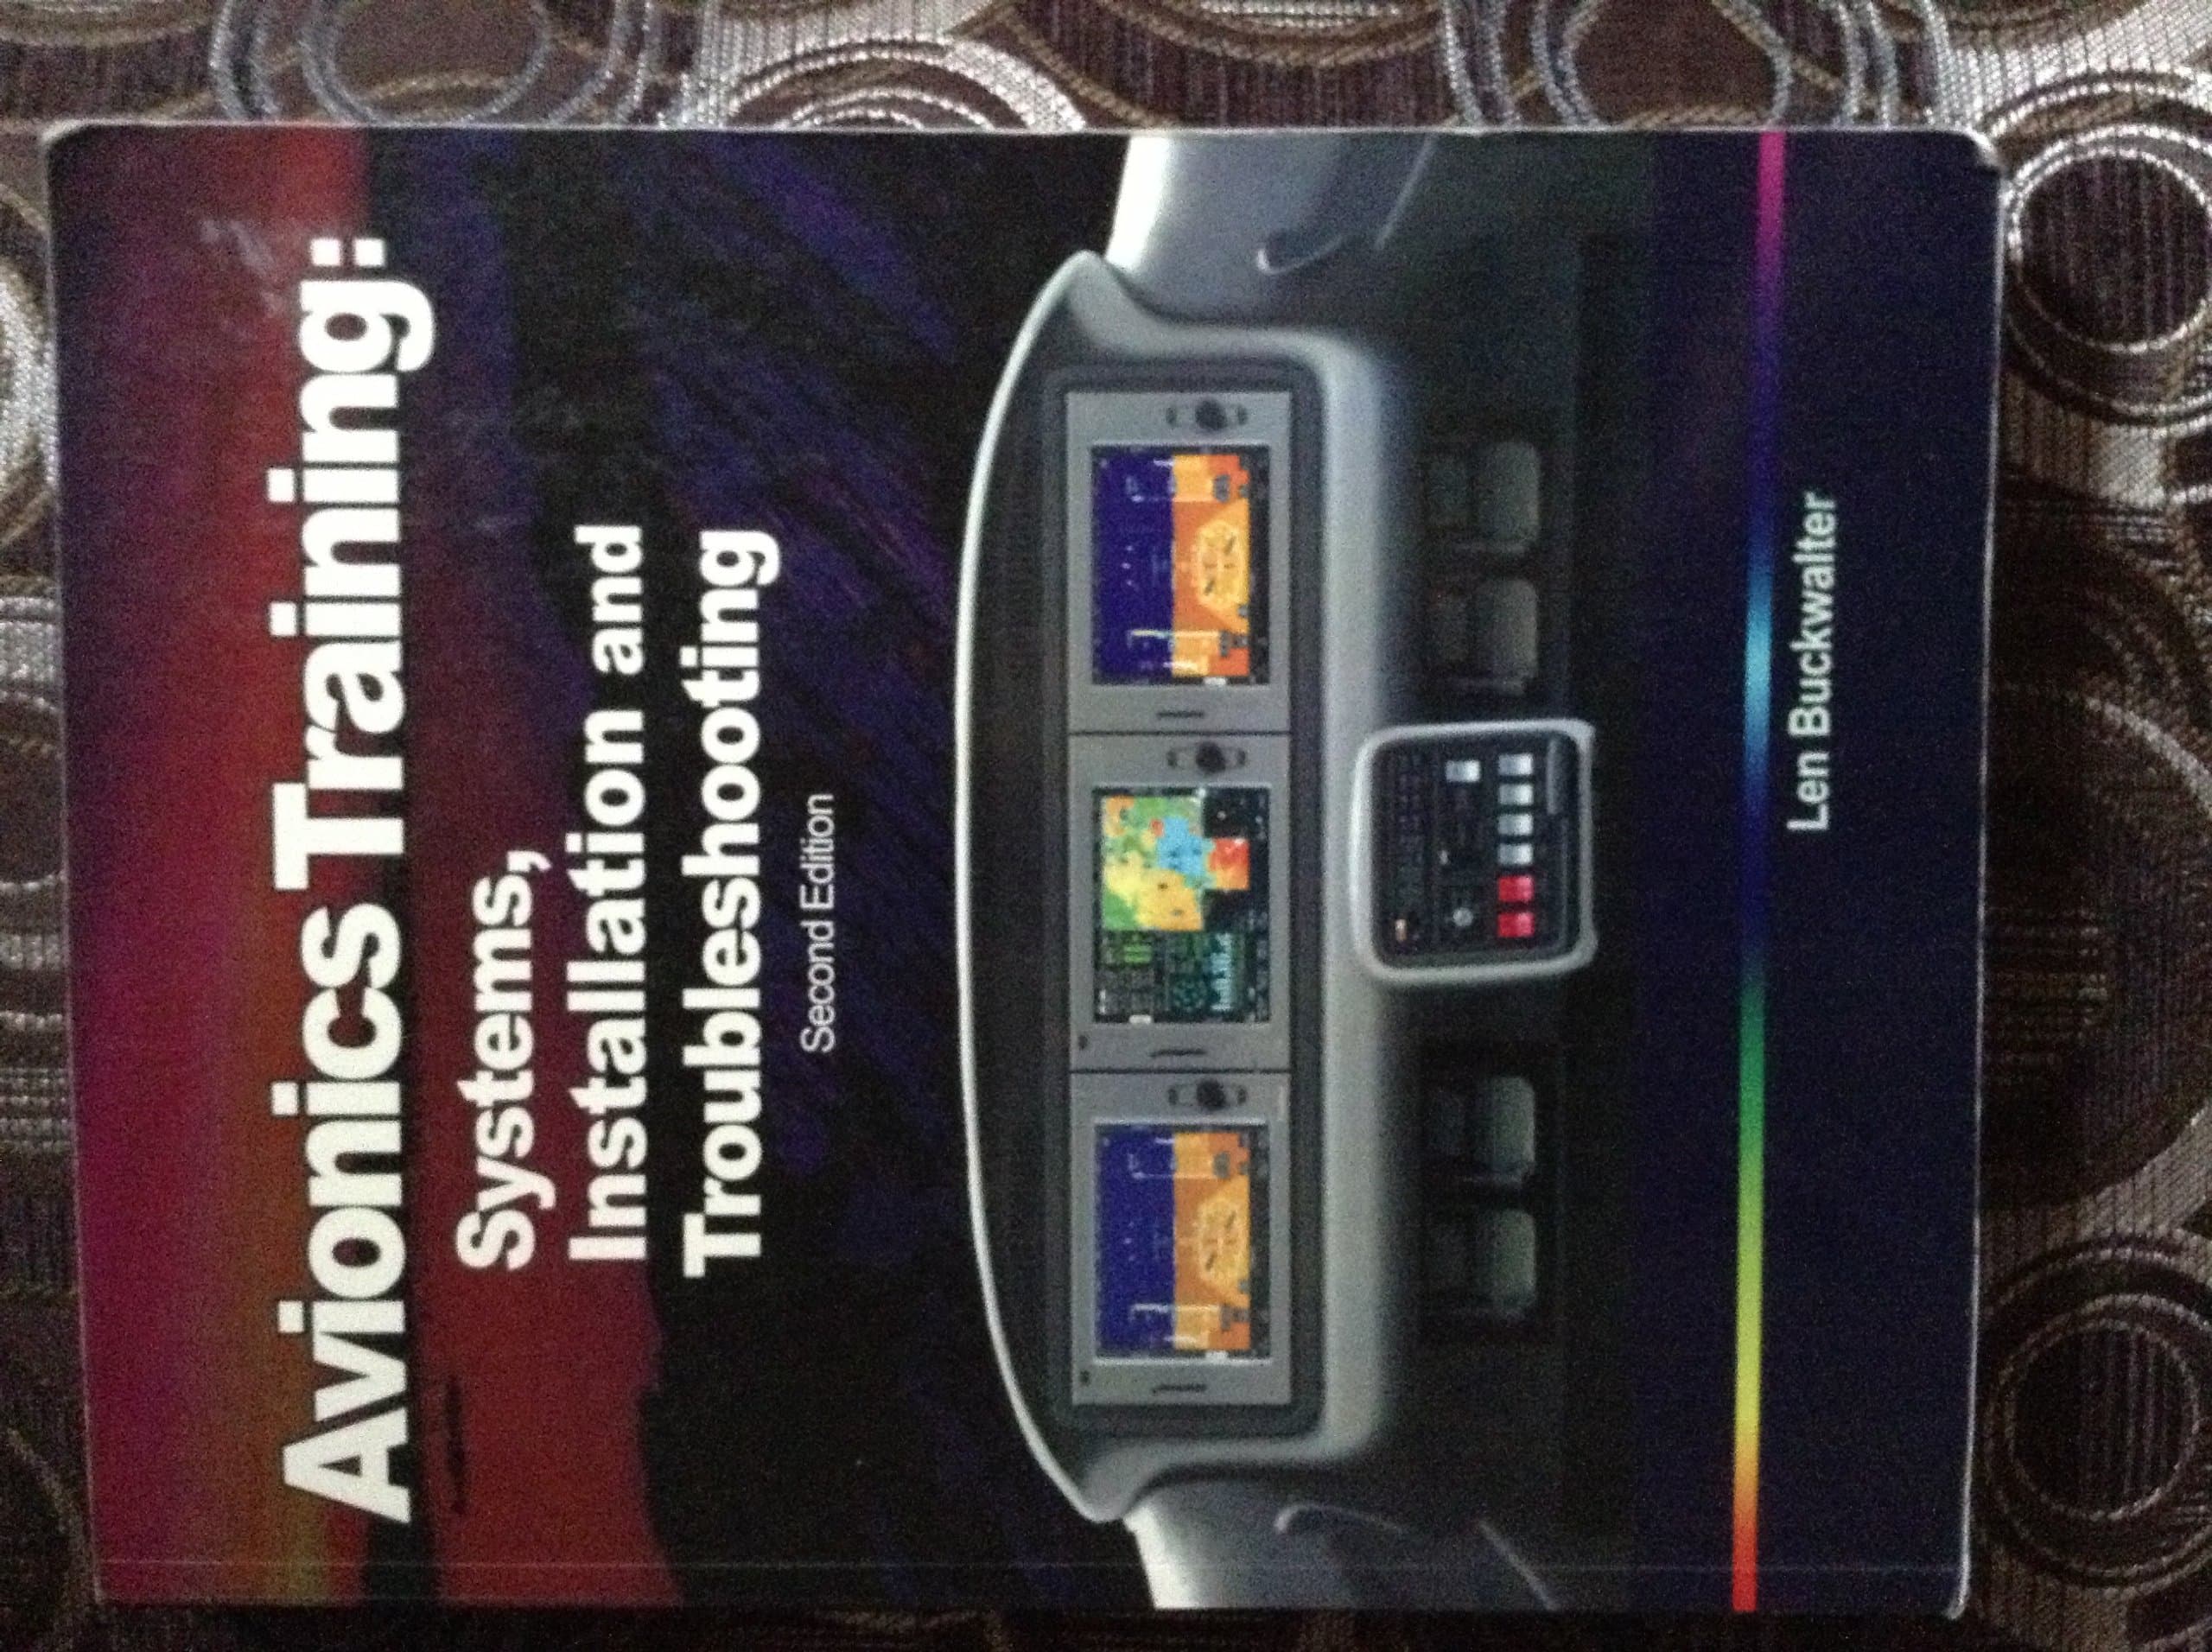 Avionics Training:
Systems,
Installation and
Troubleshooting
Second Edition
Len Buckwalter